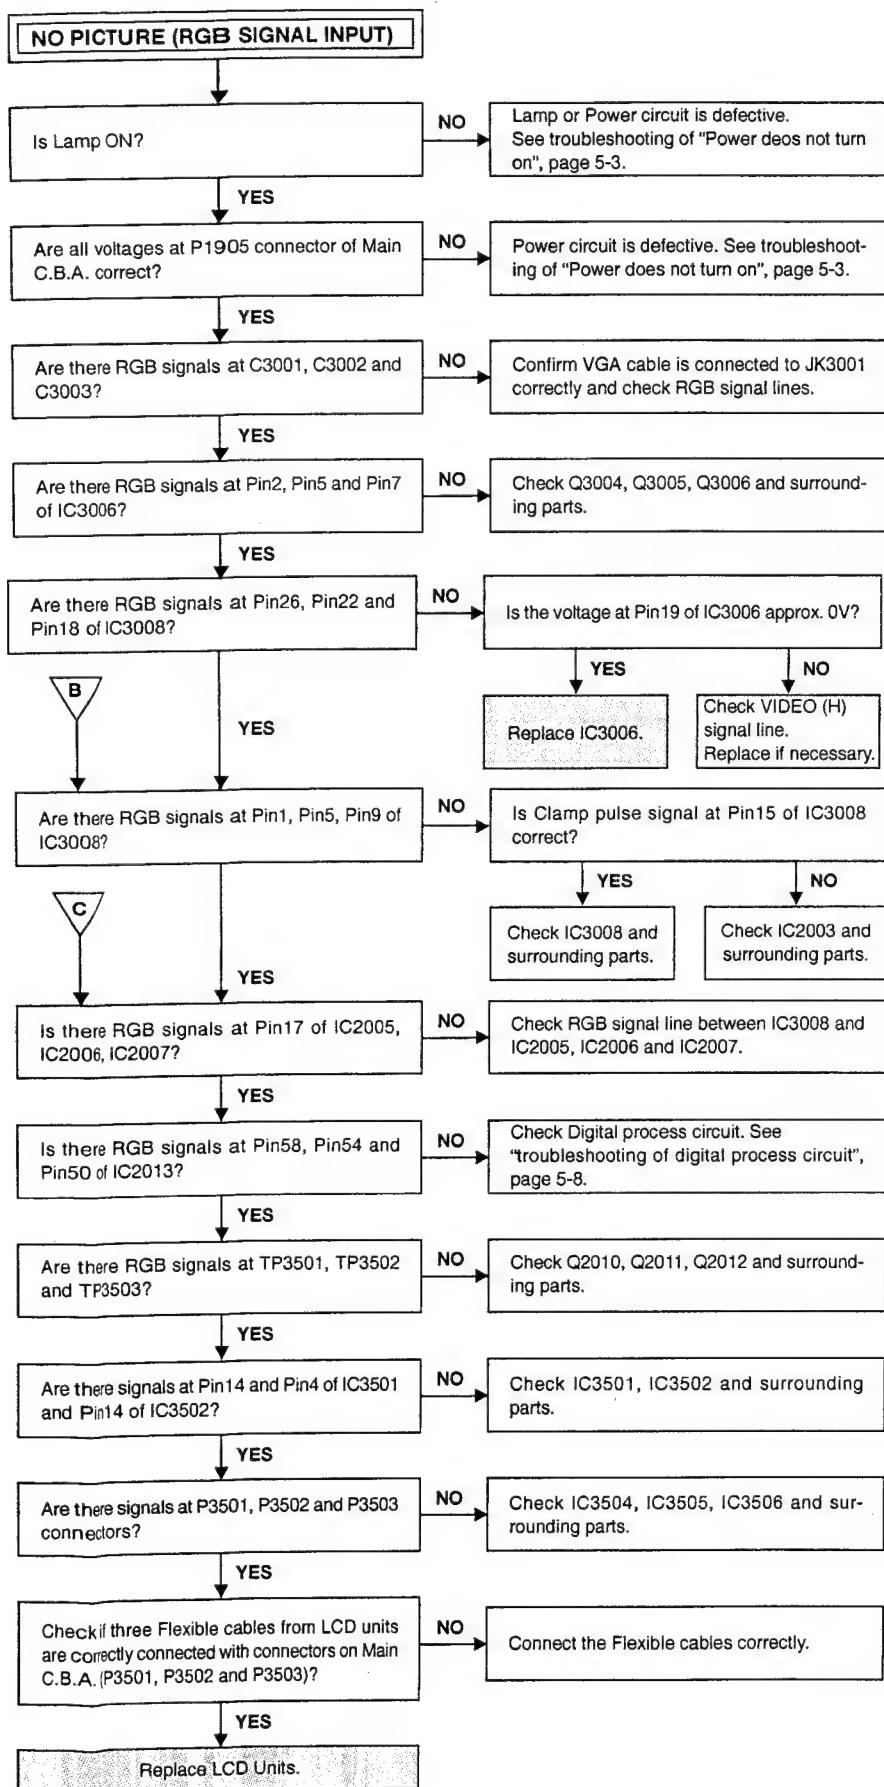 NO PICTURE (RGB SIGNAL INPUT)
Is Lamp ON?
NO
Lamp or Power circuit is defective.
See troubleshooting of "Power deos not turn
on", page 5-3.
YES
Are all voltages at P1905 connector of Main
C.B.A. correct?
NO
Power circuit is defective. See troubleshoot-
ing of "Power does not turn on", page 5-3.
YES
Are there RGB signals at C3001, C3002 and
C3003?
NO
Confirm VGA cable is connected to JK3001
correctly and check RGB signal lines.
YES
Are there RGB signals at Pin2, Pin5 and Pin7
of IC3006?
NO
Check Q3004, Q3005, Q3006 and surround-
ing parts.
YES
Are there RGB signals at Pin26, Pin22 and
Pin18 of IC3008?
NO
Is the voltage at Pin19 of IC3006 approx. 0V?
YES
NO
Replace IC3006.
Check VIDEO (H)
signal line.
Replace if necessary.
B
YES
Are there RGB signals at Pin1, Pin5, Pin9 of
IC3008?
NO
Is Clamp pulse signal at Pin15 of IC3008
correct?
YES
NO
Check IC3008 and
surrounding parts.
Check IC2003 and
surrounding parts.
C
YES
Is there RGB signals at Pin17 of IC2005,
IC2006, IC2007?
NO
Check RGB signal line between IC3008 and
IC2005, IC2006 and IC2007.
YES
Is there RGB signals at Pin58, Pin54 and
Pin50 of IC2013?
NO
Check Digital process circuit. See
"troubleshooting of digital process circuit",
page 5-8.
YES
Are there RGB signals at TP3501, TP3502
and TP3503?
NO
Check Q2010, Q2011, Q2012 and surround-
ing parts.
YES
Are there signals at Pin14 and Pin4 of IC3501
and Pin14 of IC3502?
NO
Check IC3501, IC3502 and surrounding
parts.
YES
Are there signals at P3501, P3502 and P3503
connectors?
NO
Check IC3504, IC3505, IC3506 and sur-
rounding parts.
YES
Check if three Flexible cables from LCD units
are correctly connected with connectors on Main
C.B.A. (P3501, P3502 and P3503)?
NO
Connect the Flexible cables correctly.
YES
Replace LCD Units.